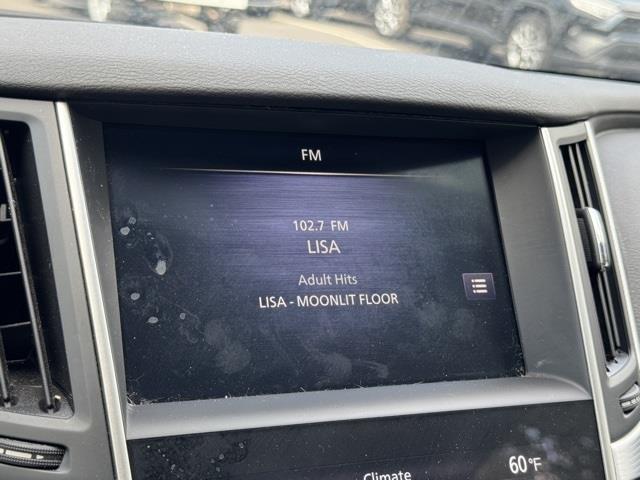 FM
102.7 FM
LISA
Adult Hits
LISA - MOONLIT FLOOR
60°F
Climate